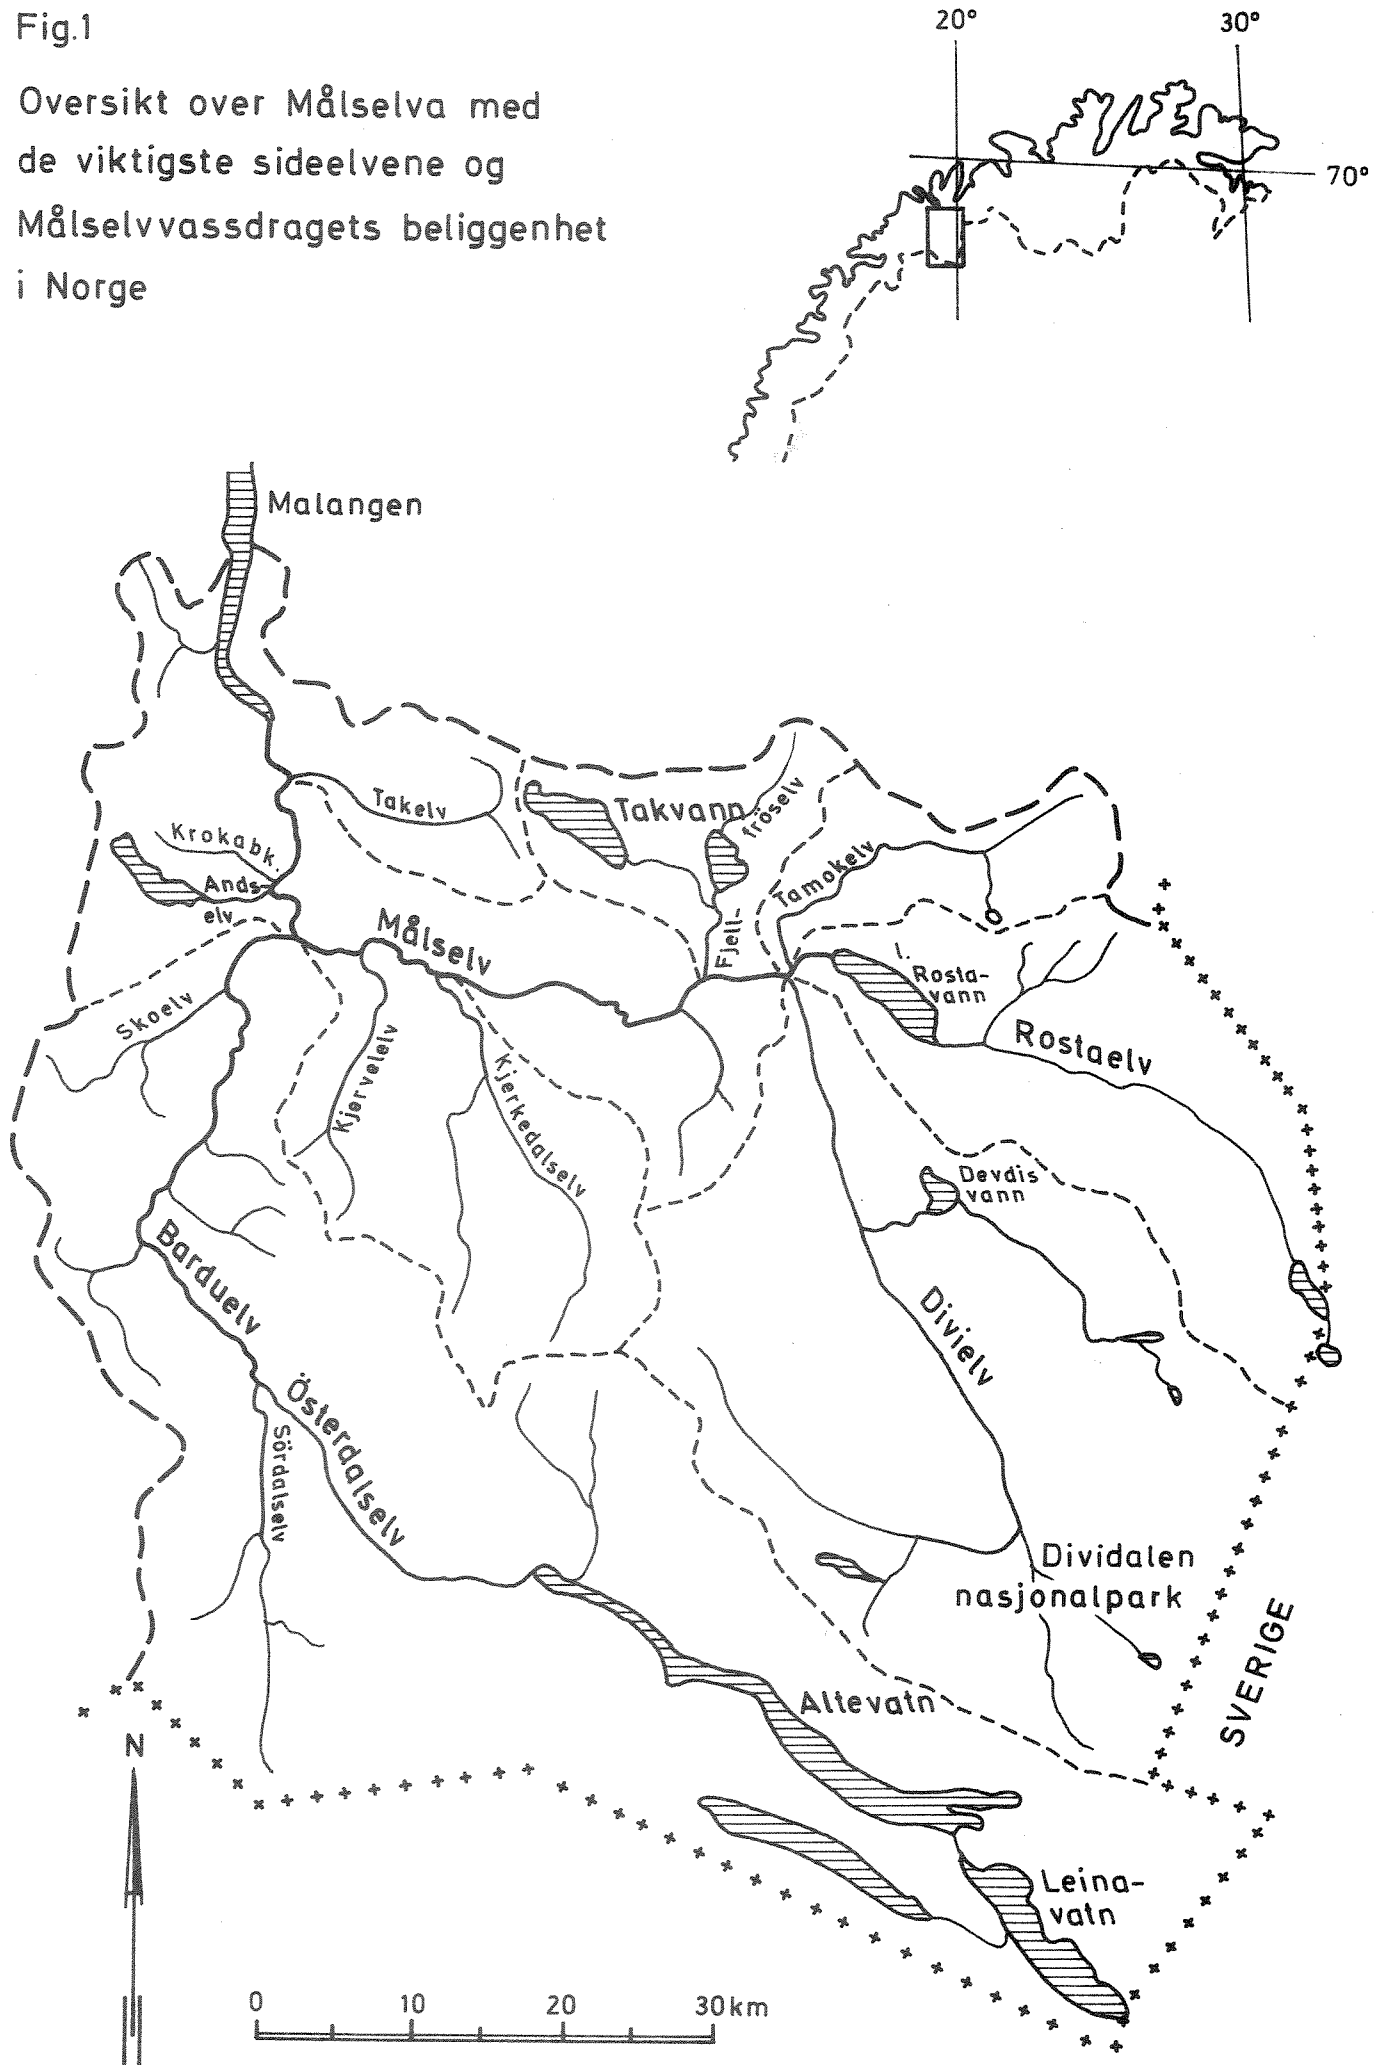 Fig.1
Oversikt over Målselva med
de viktigste sideelvene og
Målselvvassdragets beliggenhet
i Norge
20°
30°
70°
Malangen
Takelv
Takvann
fröselv
Fjell-
Krokabk.
Ands-
elv
Tamokelv
Målselv
Rosta-
vann
Rostaelv
Skoelv
Kjervelelv
Kjerkedalselv
Devdis
vann
Barduelv
Divielv
Österdalselv
Sördalselv
Dividalen
nasjonalpark
SVERIGE
Altevatn
N
Leina-
vatn
0
10
20
30km